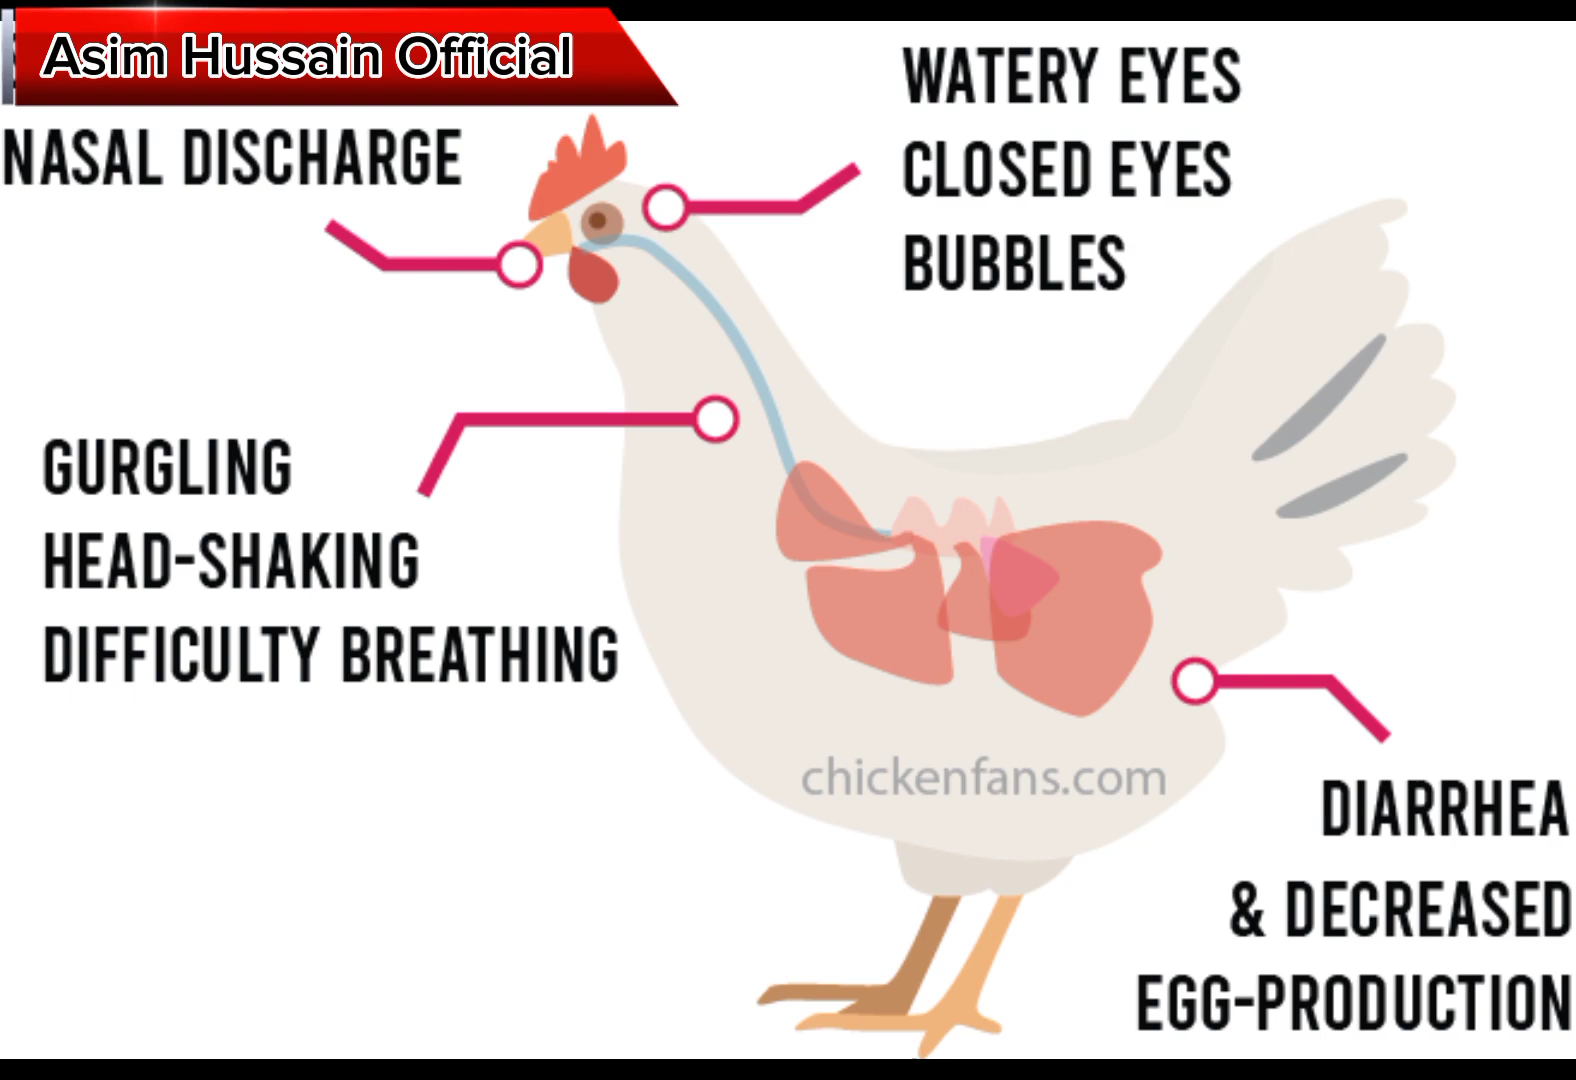 Asim Hussain Official
NASAL DISCHARGE
WATERY EYES
CLOSED EYES
BUBBLES
GURGLING
HEAD-SHAKING
DIFFICULTY BREATHING
chickenfans.com
DIARRHEA
& DECREASED
EGG-PRODUCTION